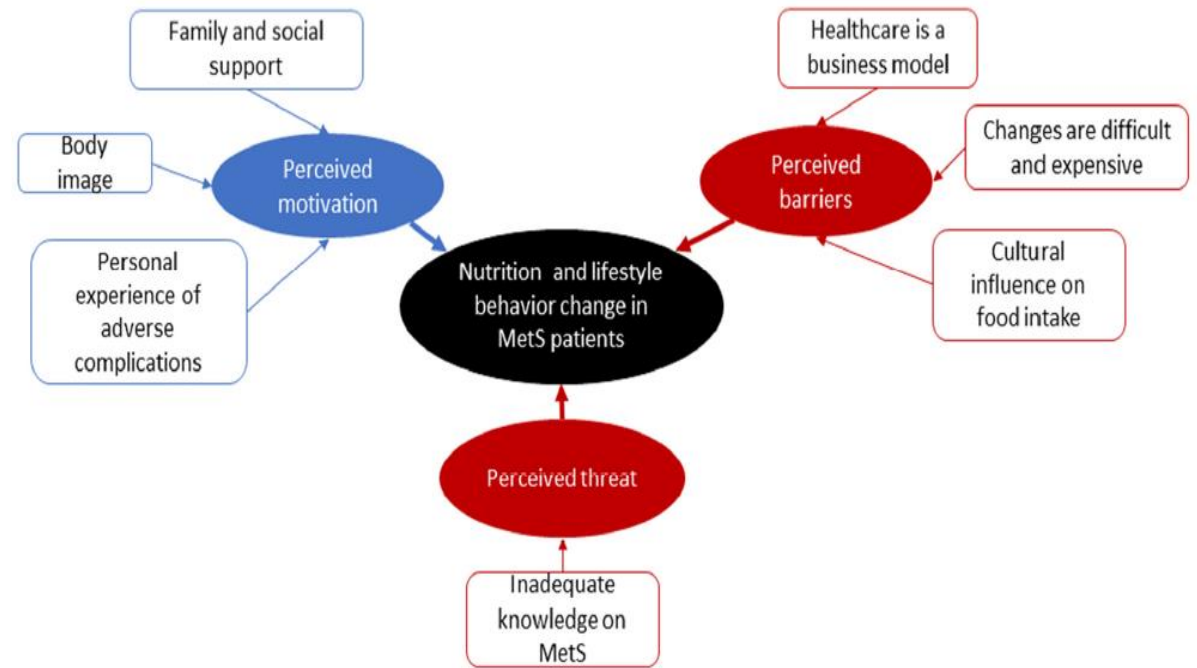 Family and social
support
Healthcare is a
business model
Body
image
Perceived
motivation
Perceived
barriers
Changes are difficult
and expensive
Personal
experience of
adverse
complications
Nutrition and lifestyle
behavior change in
MetS patients
Cultural
influence on
food intake
Perceived threat
Inadequate
knowledge on
MetS